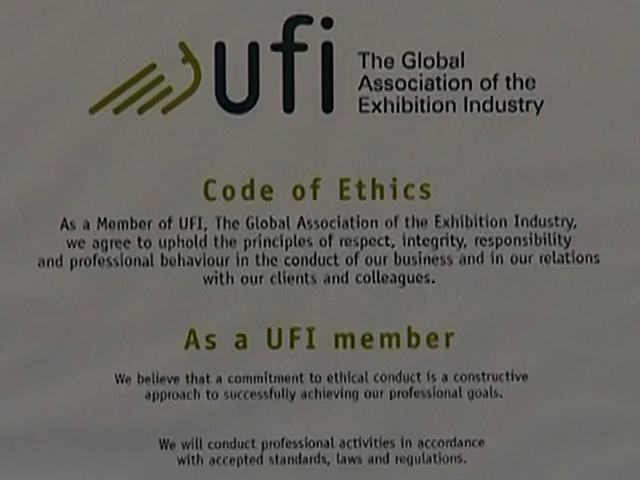 ufi
The Global
Association of the
Exhibition Industry
Code of Ethics
As a Member of UFI, The Global Association of the Exhibition Industry,
we agree to uphold the principles of respect, integrity, responsibility
and professional behaviour in the conduct of our business and in our relations
with our clients and colleagues.
As a UFI member
We believe that a commitment to ethical conduct is a constructive
approach to successfully achieving our professional goals.
We will conduct professional activities in accordance
with accepted standards, laws and regulations.